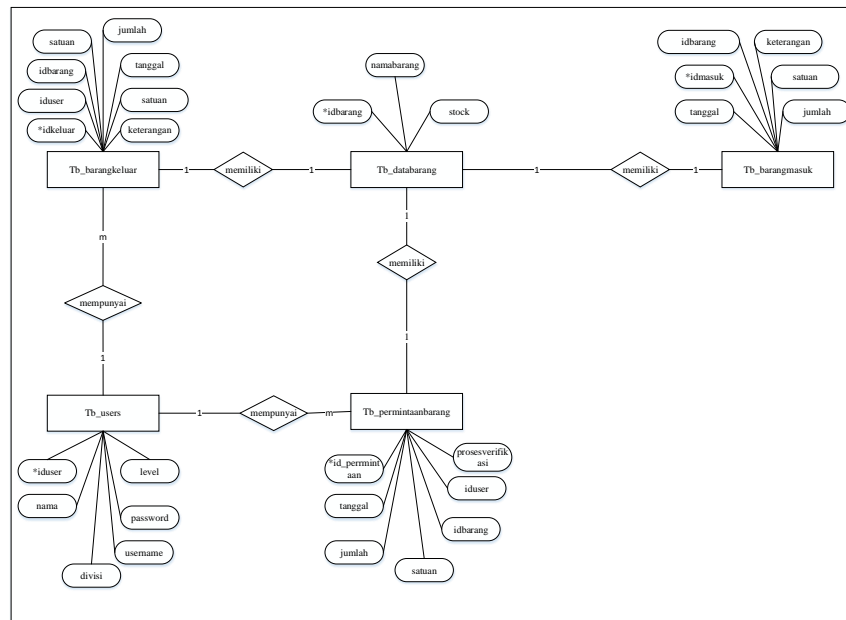 jumlah
satuan
idbarang
tanggal
iduser
satuan
*idkeluar
keterangan
namabarang
*idbarang
stock
idbarang
keterangan
*idmasuk
satuan
tanggal
jumlah
Tb_barangkeluar
1
memiliki
1
Tb_databarang
1
memiliki
1
Tb_barangmasuk
m
1
mempunyai
memiliki
1
1
Tb_users
1
mempunyai
m
Tb_permintaanbarang
*iduser
level
nama
password
username
divisi
*id_permint
aan
prosesverifik
asi
iduser
tanggal
idbarang
jumlah
satuan